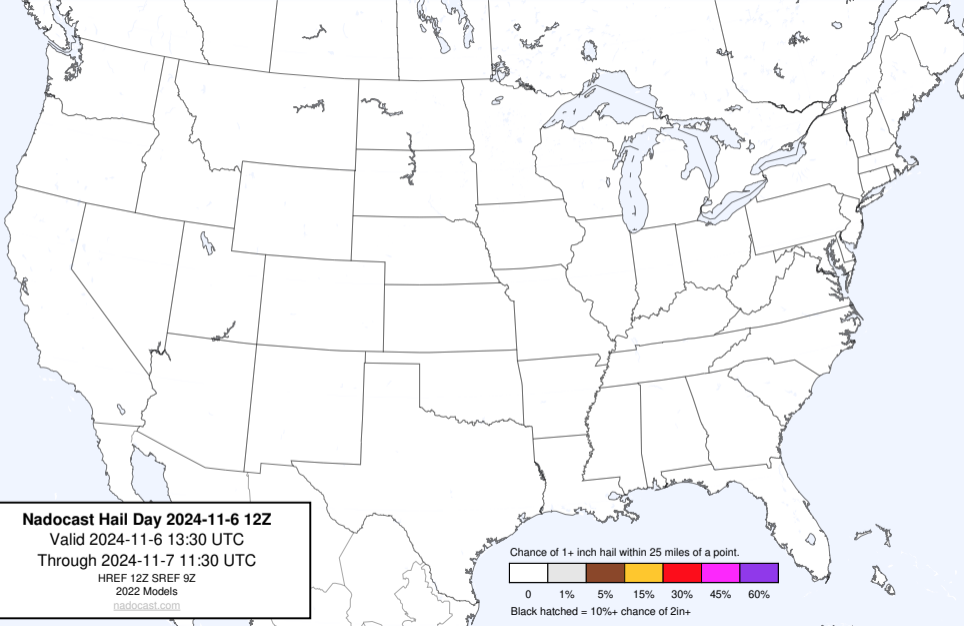 Nadocast Hail Day 2024-11-6 12Z
Valid 2024-11-6 13:30 UTC
Through 2024-11-7 11:30 UTC
HREF 12Z SREF 9Z
2022 Models
nadocast.com
Chance of 1+ inch hail within 25 miles of a point.
0 1% 5% 15% 30% 45% 60%
Black hatched = 10%+ chance of 2in+